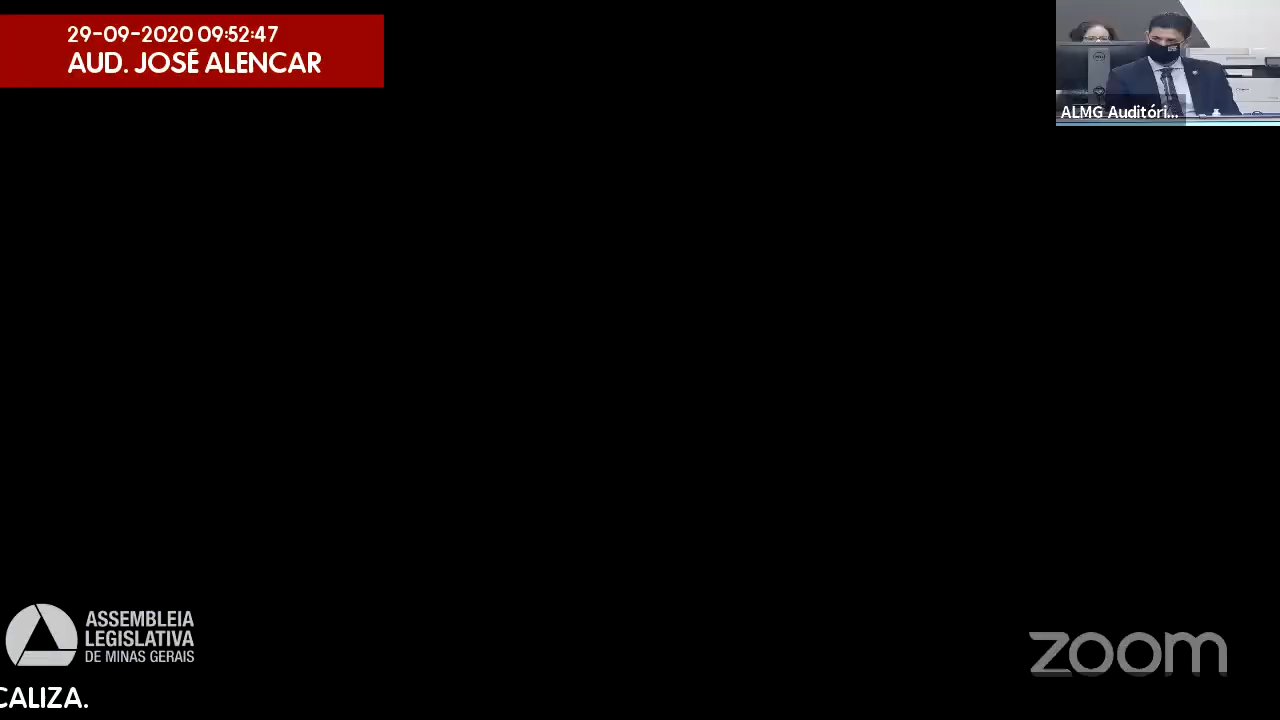 29-09-2020 09:52:47
AUD. JOSÉ ALENCAR
ALMG Auditóri...
ASSEMBLEIA
LEGISLATIVA
DE MINAS GERAIS
zoom
CALIZA.